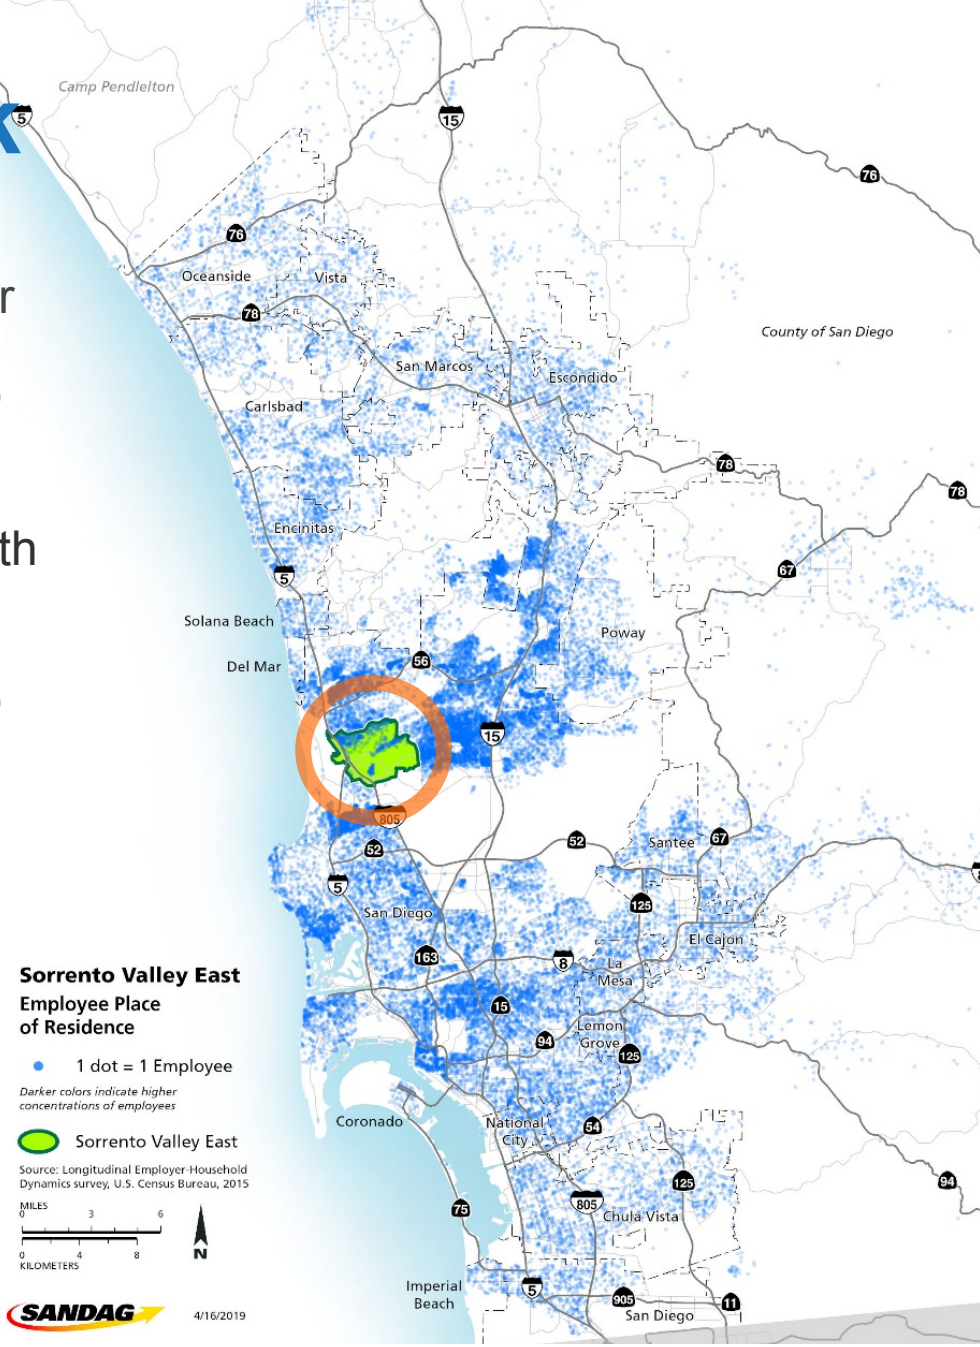 Camp Pendlelton
5
K
15
76
76
Oceanside
Vista
r
78
County of San Diego
San Marcos
Escondido
Carlsbad
78
78
Encinitas
th
5
67
Solana Beach
Poway
Del Mar
56
15
805
52
52
Santee
67
5
125
San Diego
El Cajon
163
8
La
Mesa
Sorrento Valley East
Employee Place
of Residence
15
Lemon
Grove
94
125
1 dot = 1 Employee
Darker colors indicate higher
concentrations of employees
Coronado
National
City
54
Sorrento Valley East
Source: Longitudinal Employer-Household
Dynamics survey, U.S. Census Bureau, 2015
125
94
MILES
0 3 6
75
805
Chula Vista
N
0 4 8
KILOMETERS
Imperial
Beach
5
905
11
San Diego
SANDAG
4/16/2019